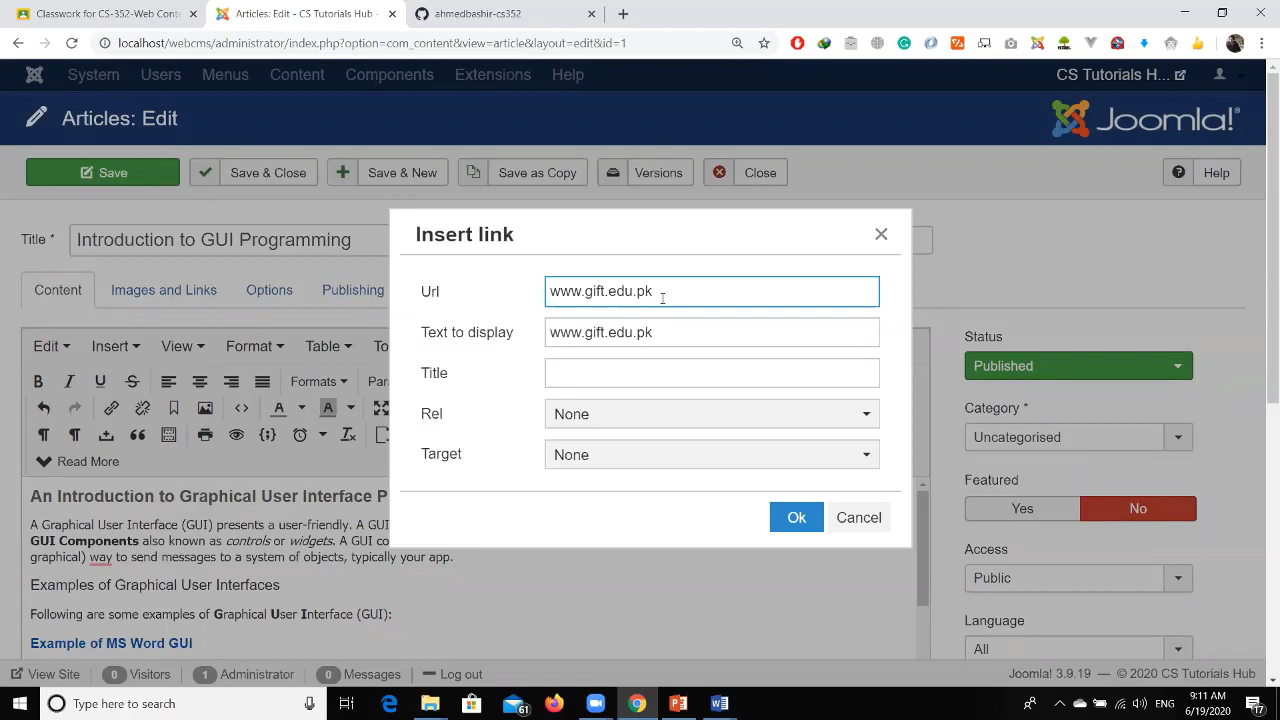 Classwork for CS-352-Web Cont
Articles: Edit - CS Tutorials Hub -
ahmedbashir-cs352
localhost/webcms/administrator/index.php?option=com_content&view=article&layout=edit&id=1
System Users Menus Content Components Extensions Help
CS Tutorials H...
Articles: Edit
Joomla!®
Save
Save & Close
Save & New
Save as Copy
Versions
Close
Help
Title *
Introduction to GUI Programming
Content
Images and Links
Options
Publishing
Insert link
Url
www.gift.edu.pk
Text to display
www.gift.edu.pk
Title
Rel
None
Target
None
Ok
Cancel
Edit Insert View Format Table To
Formats Par
Read More
An Introduction to Graphical User Interface P
A Graphical User Interface (GUI) presents a user-friendly. A GUI
GUI Components also known as controls or widgets. A GUI co
graphical) way to send messages to a system of objects, typically your app.
Examples of Graphical User Interfaces
Following are some examples of Graphical User Interface (GUI):
Example of MS Word GUI
Status
Published
Category *
Uncategorised
Featured
Yes
No
Access
Public
Language
All
View Site
0 Visitors
1 Administrator
0 Messages
Log out
Joomla! 3.9.19 — © 2020 CS Tutorials Hub
Type here to search
61
ENG
9:11 AM
6/19/2020
17